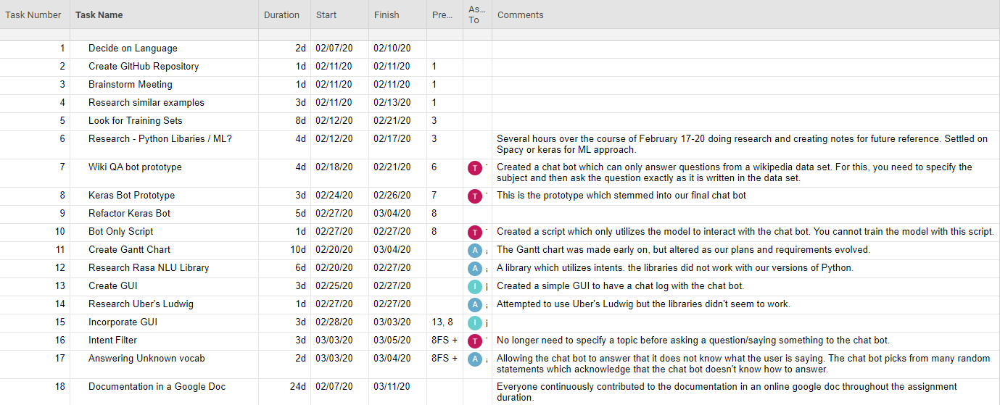 Task Number Task Name Duration Start Finish Pre... As... To Comments
1 Decide on Language 2d 02/07/20 02/10/20
2 Create GitHub Repository 1d 02/11/20 02/11/20 1
3 Brainstorm Meeting 1d 02/11/20 02/11/20 1
4 Research similar examples 3d 02/11/20 02/13/20 1
5 Look for Training Sets 8d 02/12/20 02/21/20 3
6 Research - Python Libaries / ML? 4d 02/12/20 02/17/20 3 Several hours over the course of February 17-20 doing research and creating notes for future reference. Settled on
Spacy or keras for ML approach.
7 Wiki QA bot prototype 4d 02/18/20 02/21/20 6 T Created a chat bot which can only answer questions from a wikipedia data set. For this, you need to specify the
subject and then ask the question exactly as it is written in the data set.
8 Keras Bot Prototype 3d 02/24/20 02/26/20 7 T This is the prototype which stemmed into our final chat bot
9 Refactor Keras Bot 5d 02/27/20 03/04/20 8
10 Bot Only Script 1d 02/27/20 02/27/20 8 T Created a script which only utilizes the model to interact with the chat bot. You cannot train the model with this script.
11 Create Gantt Chart 10d 02/20/20 03/04/20 A The Gantt chart was made early on, but altered as our plans and requirements evolved.
12 Research Rasa NLU Library 6d 02/20/20 02/27/20 A A library which utilizes intents. the libraries did not work with our versions of Python.
13 Create GUI 3d 02/25/20 02/27/20 I Created a simple GUI to have a chat log with the chat bot.
14 Research Uber's Ludwig 1d 02/27/20 02/27/20 A Attempted to use Uber's Ludwig but the libraries didn't seem to work.
15 Incorporate GUI 3d 02/28/20 03/03/20 13, 8 I
16 Intent Filter 3d 03/03/20 03/05/20 8FS + T No longer need to specify a topic before asking a question/saying something to the chat bot.
17 Answering Unknown vocab 2d 03/03/20 03/04/20 8FS + A Allowing the chat bot to answer that it does not know what the user is saying. The chat bot picks from many random
statements which acknowledge that the chat bot doesn't know how to answer.
18 Documentation in a Google Doc 24d 02/07/20 03/11/20 Everyone continuously contributed to the documentation in an online google doc throughout the assignment
duration.